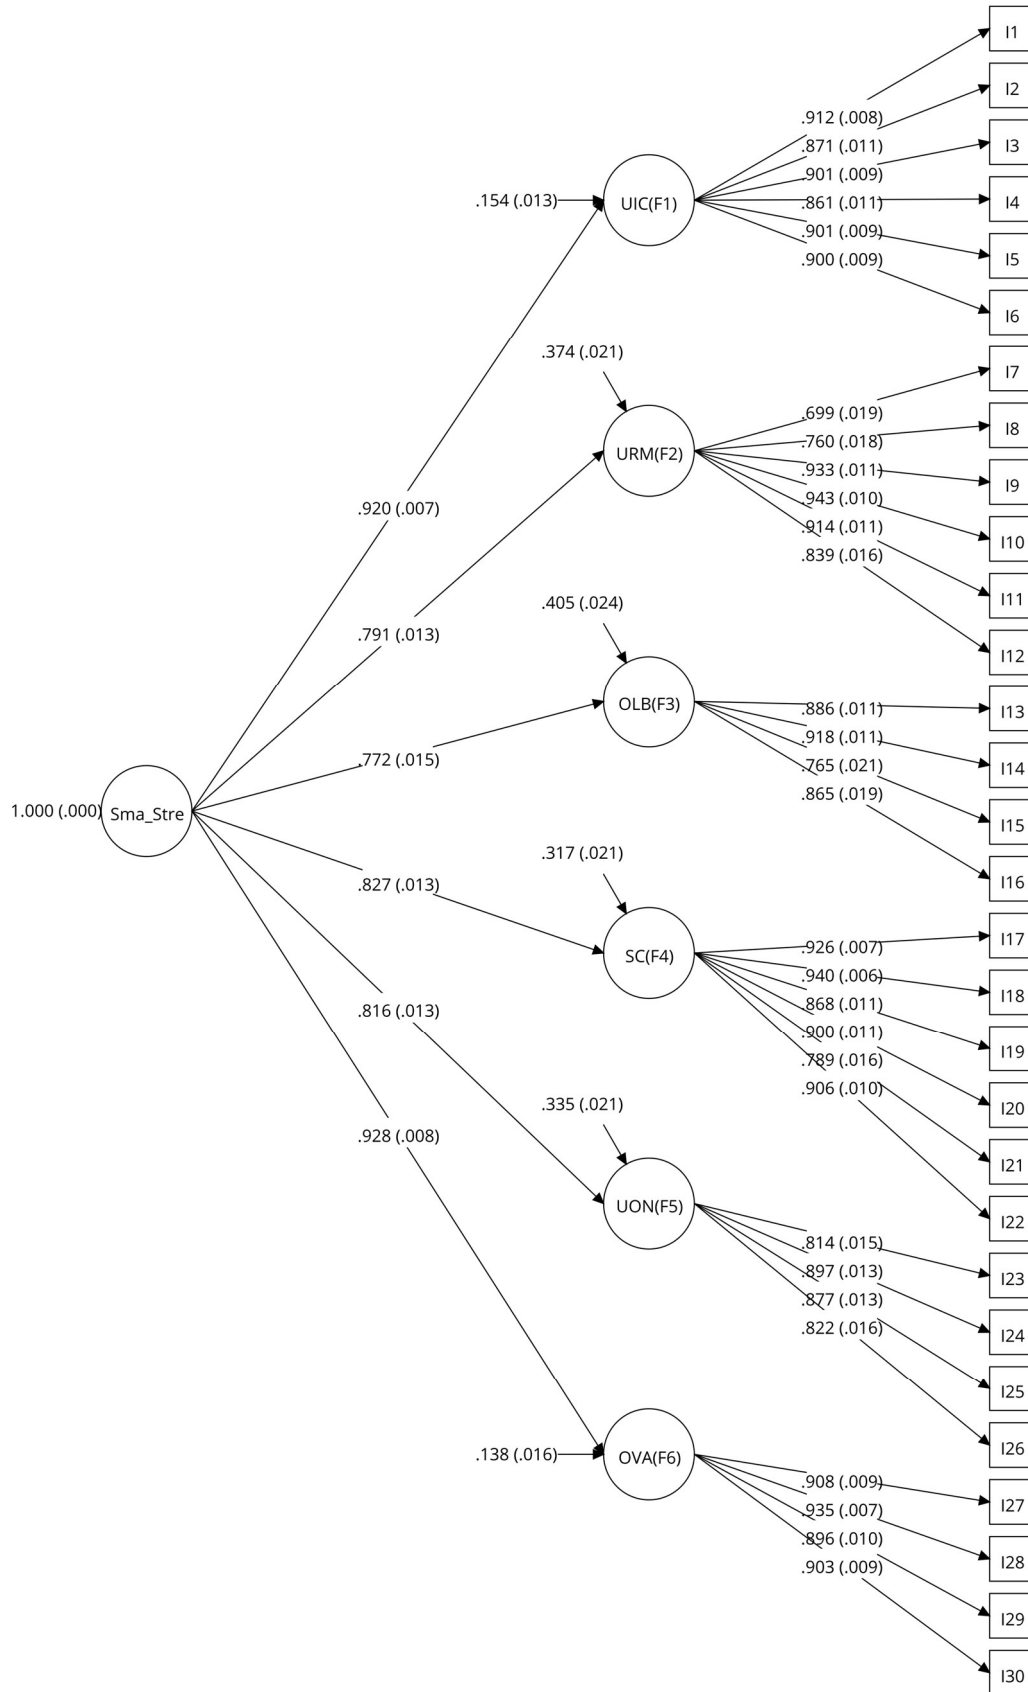 I1
I2
.912 (.008)
.871 (.011)
I3
.901 (.009)
.154 (.013)
UIC(F1)
.861 (.011)
I4
.901 (.009)
I5
.900 (.009)
I6
.374 (.021)
I7
.699 (.019)
I8
.760 (.018)
URM(F2)
.933 (.011)
I9
.943 (.010)
.920 (.007)
.914 (.011)
I10
.839 (.016)
I11
.405 (.024)
.791 (.013)
I12
OLB(F3)
.886 (.011)
I13
.918 (.011)
.772 (.015)
.765 (.021)
I14
.865 (.019)
1.000 (.000)
Sma_Stre
I15
.317 (.021)
.827 (.013)
I16
I17
.926 (.007)
SC(F4)
.940 (.006)
I18
.868 (.011)
.816 (.013)
.900 (.011)
I19
.789 (.016)
.906 (.010)
.335 (.021)
I20
.928 (.008)
I21
UON(F5)
I22
.814 (.015)
.897 (.013)
I23
.877 (.013)
.822 (.016)
I24
I25
.138 (.016)
OVA(F6)
I26
.908 (.009)
I27
.935 (.007)
.896 (.010)
I28
.903 (.009)
I29
I30